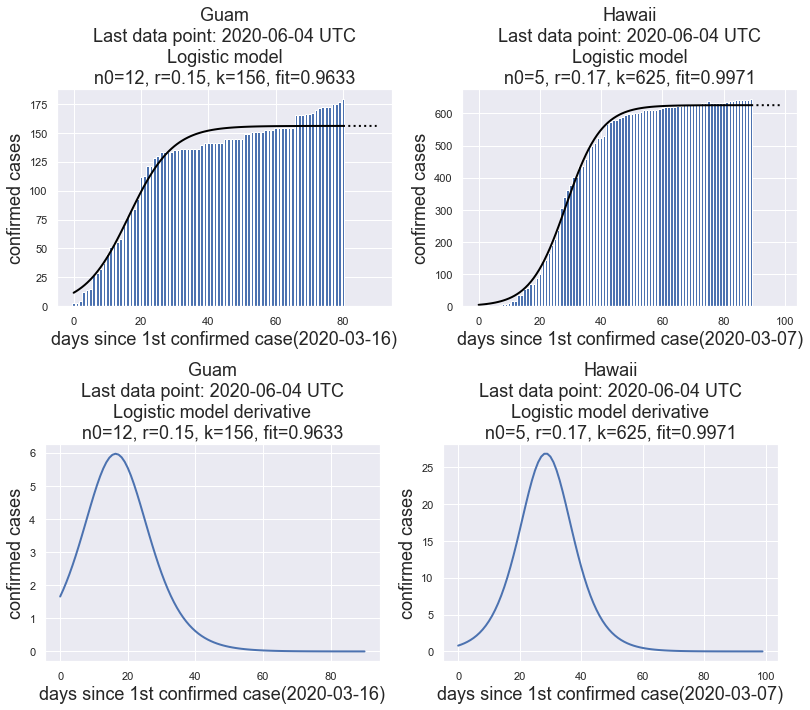 Guam
Last data point: 2020-06-04 UTC
Logistic model
n0=12, r=0.15, k=156, fit=0.9633
175
150
125
100
75
50
25
0
confirmed cases
0 20 40 60 80
days since 1st confirmed case(2020-03-16)
Hawaii
Last data point: 2020-06-04 UTC
Logistic model
n0=5, r=0.17, k=625, fit=0.9971
600
500
400
300
200
100
0
confirmed cases
0 20 40 60 80 100
days since 1st confirmed case(2020-03-07)
Guam
Last data point: 2020-06-04 UTC
Logistic model derivative
n0=12, r=0.15, k=156, fit=0.9633
6
5
4
3
2
1
0
confirmed cases
0 20 40 60 80
days since 1st confirmed case(2020-03-16)
Hawaii
Last data point: 2020-06-04 UTC
Logistic model derivative
n0=5, r=0.17, k=625, fit=0.9971
25
20
15
10
5
0
confirmed cases
0 20 40 60 80 100
days since 1st confirmed case(2020-03-07)